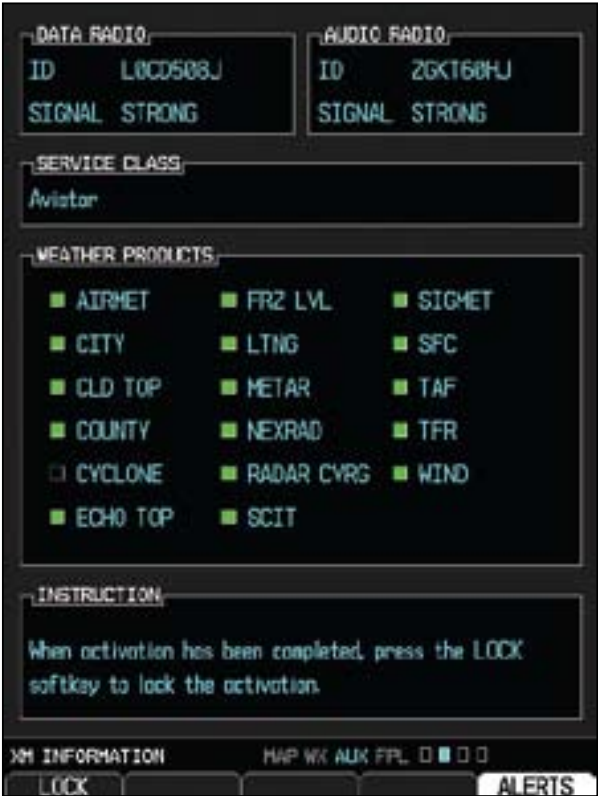 DATA RADIO
ID L0CD508J
SIGNAL STRONG
AUDIO RADIO
ID ZGKT60HJ
SIGNAL STRONG
SERVICE CLASS
Aviator
WEATHER PRODUCTS
AIRMET FRZ LVL SIGMET
CITY LTNG SFC
CLD TOP METAR TAF
COUNTY NEXRAD TFR
CYCLONE RADAR CVRG WIND
ECHO TOP SCIT
INSTRUCTION
When activation has been completed, press the LOCK
softkey to lock the activation.
XM INFORMATION MAP WX AUX FPL
LOCK ALERTS